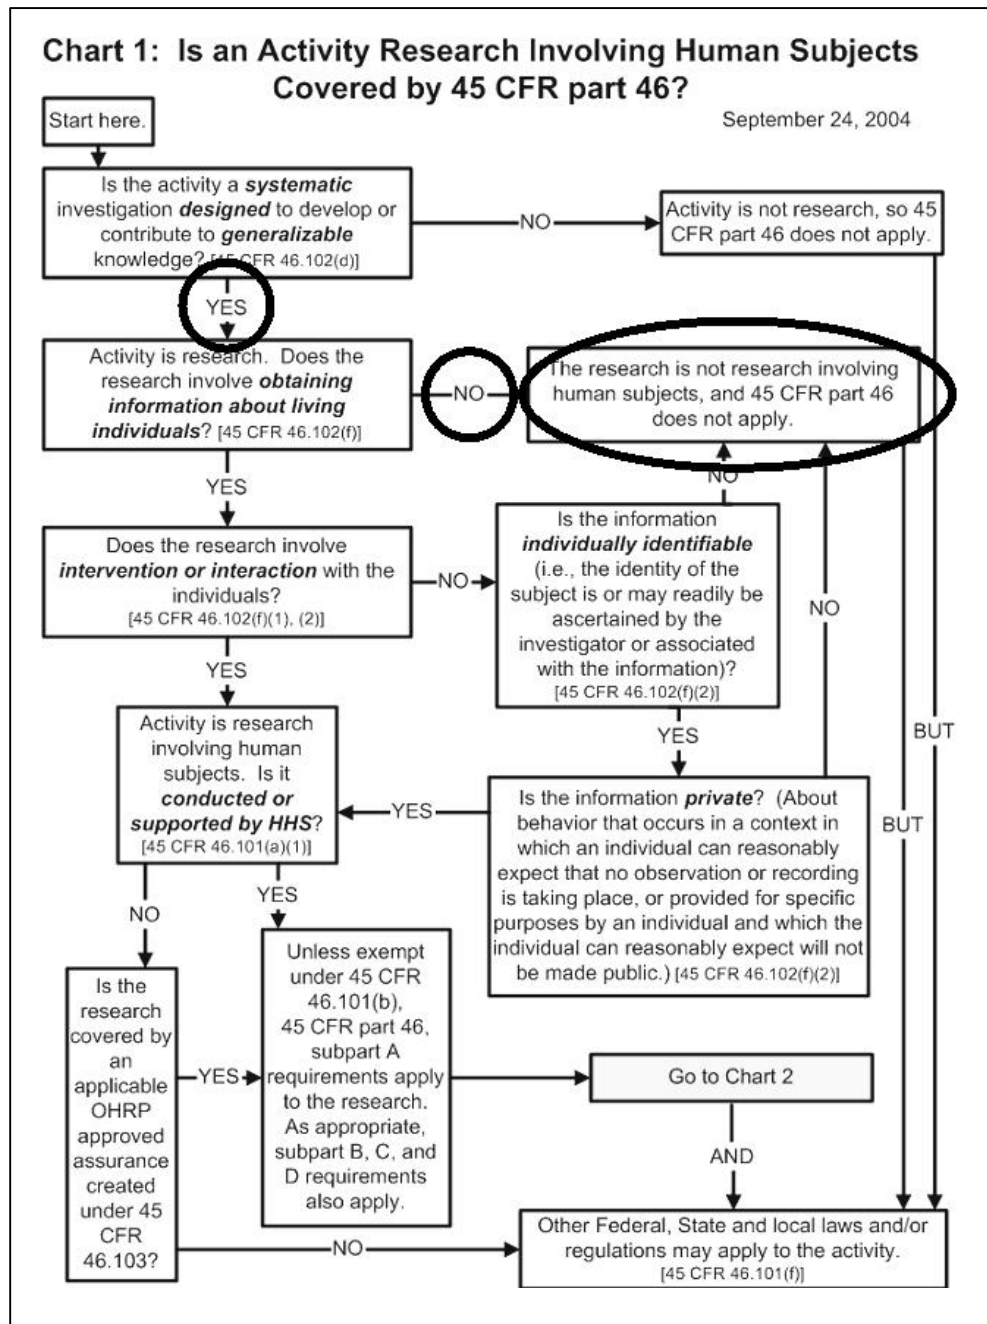 Chart 1: Is an Activity Research Involving Human Subjects
Covered by 45 CFR part 46?
September 24, 2004
Start here.
Is the activity a systematic
investigation designed to develop or
contribute to generalizable
knowledge? [45 CFR 46.102(d)]
NO
Activity is not research, so 45
CFR part 46 does not apply.
YES
Activity is research. Does the
research involve obtaining
information about living
individuals? [45 CFR 46.102(f)]
NO
The research is not research involving
human subjects, and 45 CFR part 46
does not apply.
YES
NO
Does the research involve
intervention or interaction with the
individuals?
[45 CFR 46.102(f)(1), (2)]
NO
Is the information
individually identifiable
(i.e., the identity of the
subject is or may readily be
ascertained by the
investigator or associated
with the information)?
[45 CFR 46.102(f)(2)]
NO
YES
YES
BUT
BUT
Activity is research
involving human
subjects. Is it
conducted or
supported by HHS?
[45 CFR 46.101(a)(1)]
YES
Is the information private? (About
behavior that occurs in a context in
which an individual can reasonably
expect that no observation or recording
is taking place, or provided for specific
purposes by an individual and which the
individual can reasonably expect will not
be made public.) [45 CFR 46.102(f)(2)]
NO
YES
Is the
research
covered by
an
applicable
OHRP
approved
assurance
created
under 45
CFR
46.103?
YES
Unless exempt
under 45 CFR
46.101(b),
45 CFR part 46,
subpart A
requirements apply
to the research.
As appropriate,
subpart B, C, and
D requirements
also apply.
Go to Chart 2
AND
NO
Other Federal, State and local laws and/or
regulations may apply to the activity.
[45 CFR 46.101(f)]